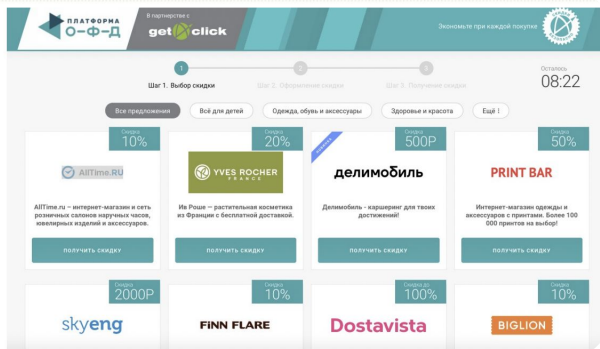 ПЛАТФОРМА
О-Ф-Д
В партнерстве с
get click
Экономьте при каждой покупке
1
2
3
Шаг 1. Выбор скидки
Шаг 2. Оформление скидки
Шаг 3. Получение скидки
Осталось
08:22
Все предложения
Всё для детей
Одежда, обувь и аксессуары
Здоровье и красота
Ещё
Скидка
10%
AllTime.RU
AllTime.ru – интернет-магазин и сеть
розничных салонов наручных часов,
ювелирных изделий и аксессуаров.
ПОЛУЧИТЬ СКИДКУ
Скидка
20%
YVES ROCHER
FRANCE
Ив Роше — растительная косметика
из Франции с бесплатной доставкой.
ПОЛУЧИТЬ СКИДКУ
Скидка
500Р
делимобиль
Делимобиль - каршеринг для твоих
достижений!
ПОЛУЧИТЬ СКИДКУ
Скидка
50%
PRINT BAR
Интернет-магазин одежды и
аксессуаров с принтами. Более 100
000 принтов на выбор!
ПОЛУЧИТЬ СКИДКУ
Скидка
2000Р
skyeng
Скидка
10%
FINN FLARE
Скидка до
100%
Dostavista
Скидка
10%
BIGLION